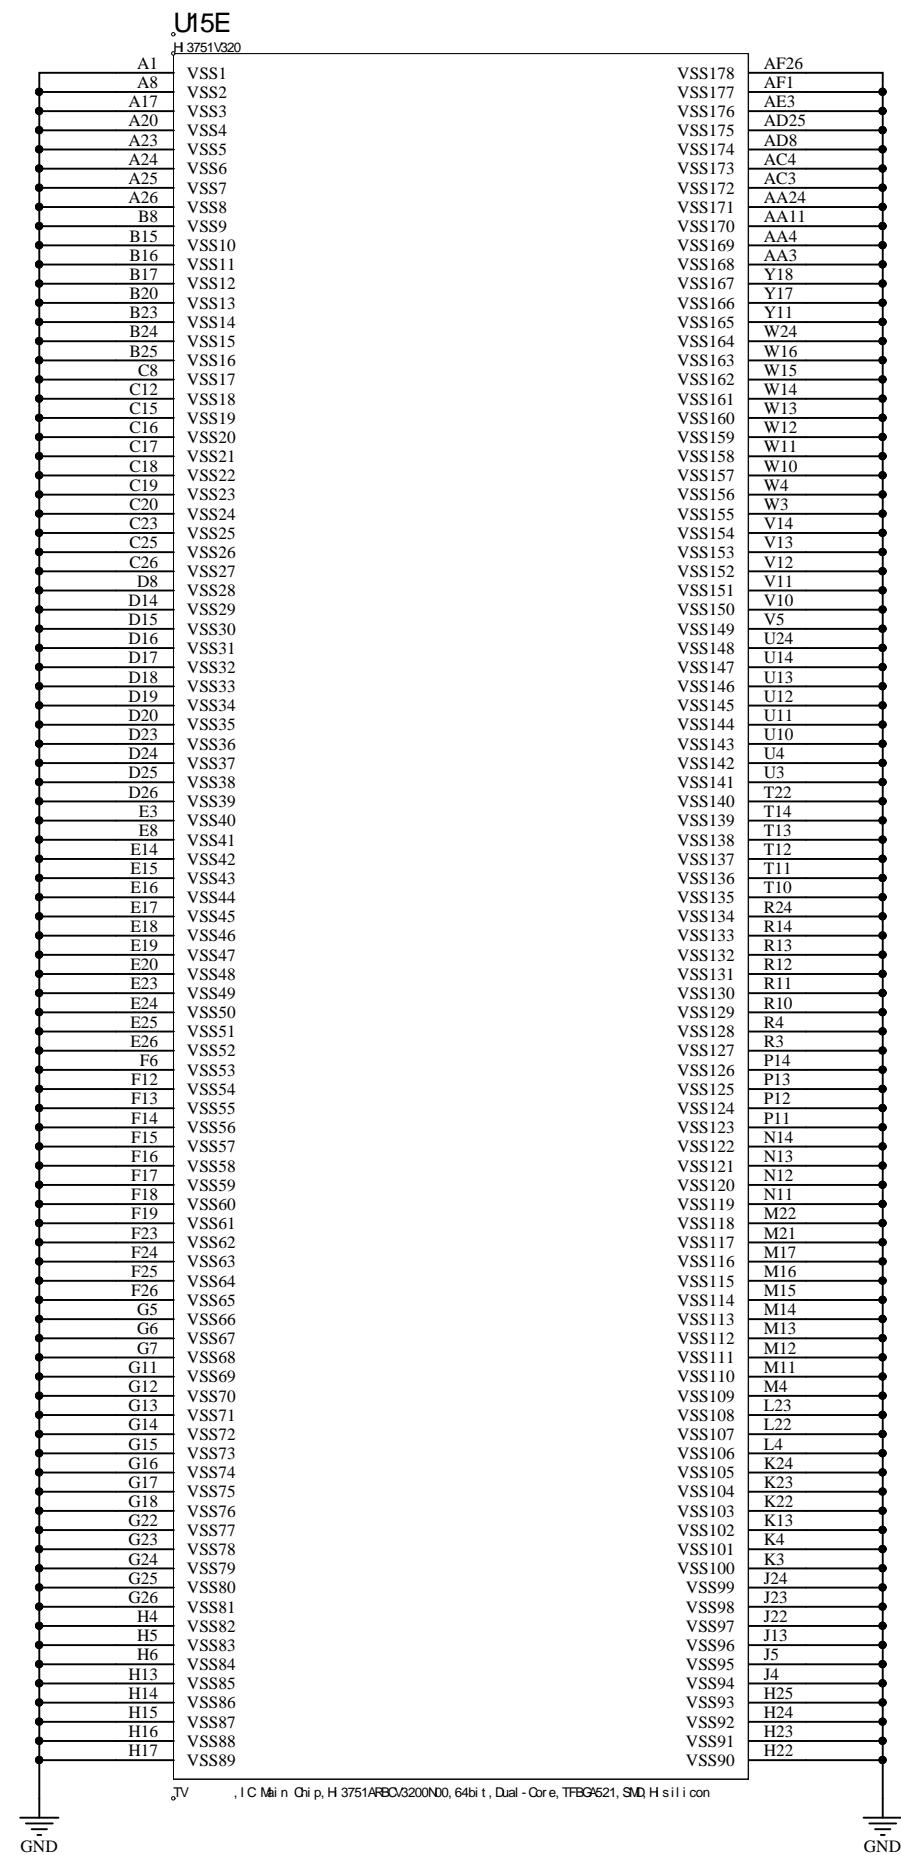 U15E
Hi3751V320
A1 VSS1 VSS178 AF26
A8 VSS2 VSS177 AF1
A17 VSS3 VSS176 AE3
A20 VSS4 VSS175 AD25
A23 VSS5 VSS174 AD8
A24 VSS6 VSS173 AC4
A25 VSS7 VSS172 AC3
A26 VSS8 VSS171 AA24
B8 VSS9 VSS170 AA11
B15 VSS10 VSS169 AA4
B16 VSS11 VSS168 AA3
B17 VSS12 VSS167 Y18
B20 VSS13 VSS166 Y17
B23 VSS14 VSS165 Y11
B24 VSS15 VSS164 W24
B25 VSS16 VSS163 W16
C8 VSS17 VSS162 W15
C12 VSS18 VSS161 W14
C15 VSS19 VSS160 W13
C16 VSS20 VSS159 W12
C17 VSS21 VSS158 W11
C18 VSS22 VSS157 W10
C19 VSS23 VSS156 W4
C20 VSS24 VSS155 W3
C23 VSS25 VSS154 V14
C25 VSS26 VSS153 V13
C26 VSS27 VSS152 V12
D8 VSS28 VSS151 V11
D14 VSS29 VSS150 V10
D15 VSS30 VSS149 V5
D16 VSS31 VSS148 U24
D17 VSS32 VSS147 U14
D18 VSS33 VSS146 U13
D19 VSS34 VSS145 U12
D20 VSS35 VSS144 U11
D23 VSS36 VSS143 U10
D24 VSS37 VSS142 U4
D25 VSS38 VSS141 U3
D26 VSS39 VSS140 T22
E3 VSS40 VSS139 T14
E8 VSS41 VSS138 T13
E14 VSS42 VSS137 T12
E15 VSS43 VSS136 T11
E16 VSS44 VSS135 T10
E17 VSS45 VSS134 R24
E18 VSS46 VSS133 R14
E19 VSS47 VSS132 R13
E20 VSS48 VSS131 R12
E23 VSS49 VSS130 R11
E24 VSS50 VSS129 R10
E25 VSS51 VSS128 R4
E26 VSS52 VSS127 R3
F6 VSS53 VSS126 P14
F12 VSS54 VSS125 P13
F13 VSS55 VSS124 P12
F14 VSS56 VSS123 P11
F15 VSS57 VSS122 N14
F16 VSS58 VSS121 N13
F17 VSS59 VSS120 N12
F18 VSS60 VSS119 N11
F19 VSS61 VSS118 M22
F23 VSS62 VSS117 M21
F24 VSS63 VSS116 M17
F25 VSS64 VSS115 M16
F26 VSS65 VSS114 M15
G5 VSS66 VSS113 M14
G6 VSS67 VSS112 M13
G7 VSS68 VSS111 M12
G11 VSS69 VSS110 M11
G12 VSS70 VSS109 M4
G13 VSS71 VSS108 L23
G14 VSS72 VSS107 L22
G15 VSS73 VSS106 L4
G16 VSS74 VSS105 K24
G17 VSS75 VSS104 K23
G18 VSS76 VSS103 K22
G22 VSS77 VSS102 K13
G23 VSS78 VSS101 K4
G24 VSS79 VSS100 K3
G25 VSS80 VSS99 J24
G26 VSS81 VSS98 J23
H4 VSS82 VSS97 J22
H5 VSS83 VSS96 J13
H6 VSS84 VSS95 J5
H13 VSS85 VSS94 J4
H14 VSS86 VSS93 H25
H15 VSS87 VSS92 H24
H16 VSS88 VSS91 H23
H17 VSS89 VSS90 H22
TV ,IC Main Chip, Hi3751ARBCV3200N00, 64bit, Dual-Core, TFBGA521, SMD, Hisilicon
GND GND